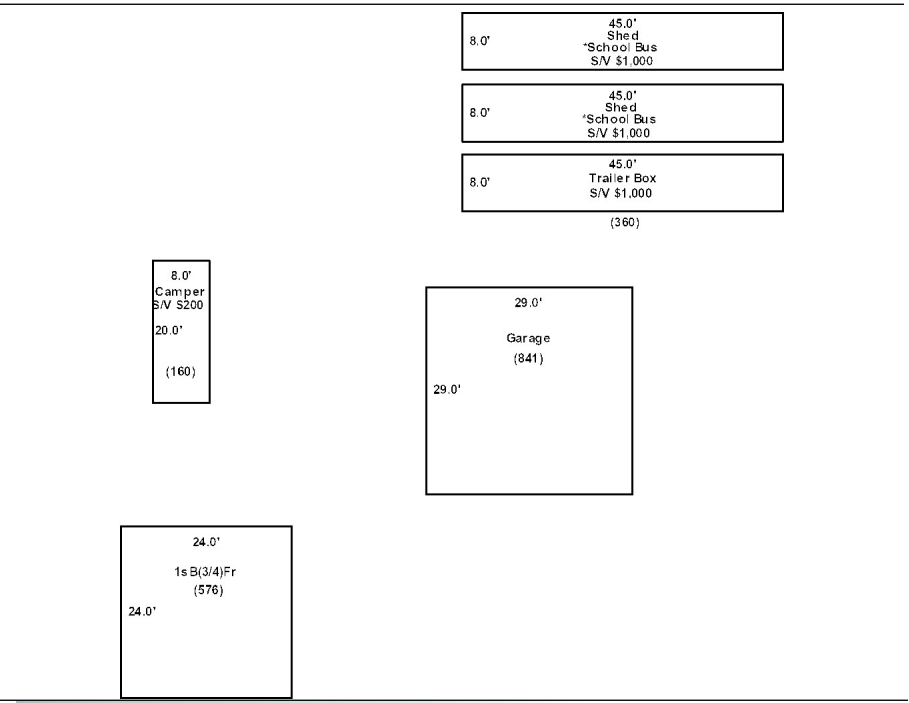 45.0'
8.0'
Shed
*School Bus
S/V $1,000
45.0'
8.0'
Shed
*School Bus
S/V $1,000
45.0'
8.0'
Trailer Box
S/V $1,000
(360)
8.0'
Camper
S/V S200
20.0'
(160)
29.0'
Garage
(841)
29.0'
24.0'
1sB(3/4)Fr
(576)
24.0'